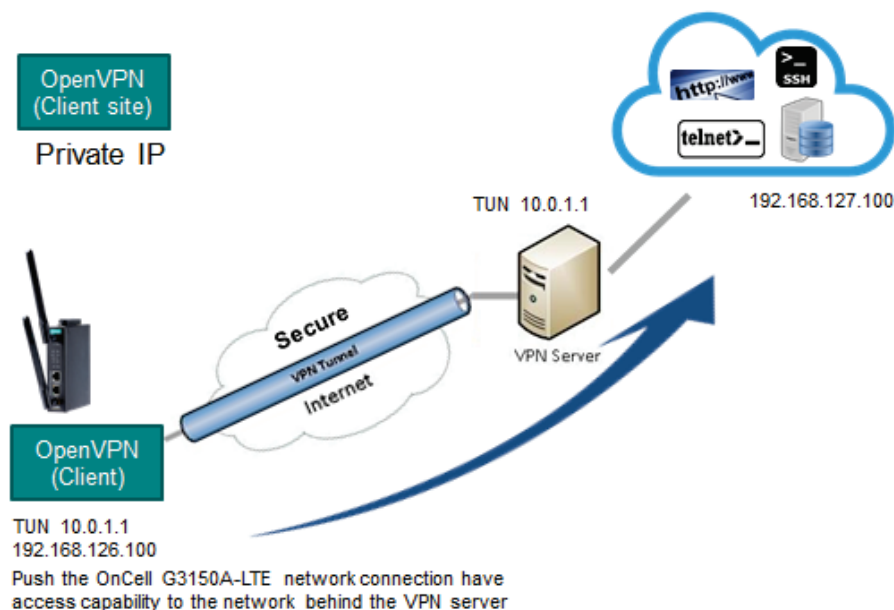 OpenVPN
(Client site)
Private IP
http://www
>_
SSH
telnet>_
192.168.127.100
TUN 10.0.1.1
VPN Server
Secure
VPN Tunnel
Internet
OpenVPN
(Client)
TUN 10.0.1.1
192.168.126.100
Push the OnCell G3150A-LTE network connection have
access capability to the network behind the VPN server